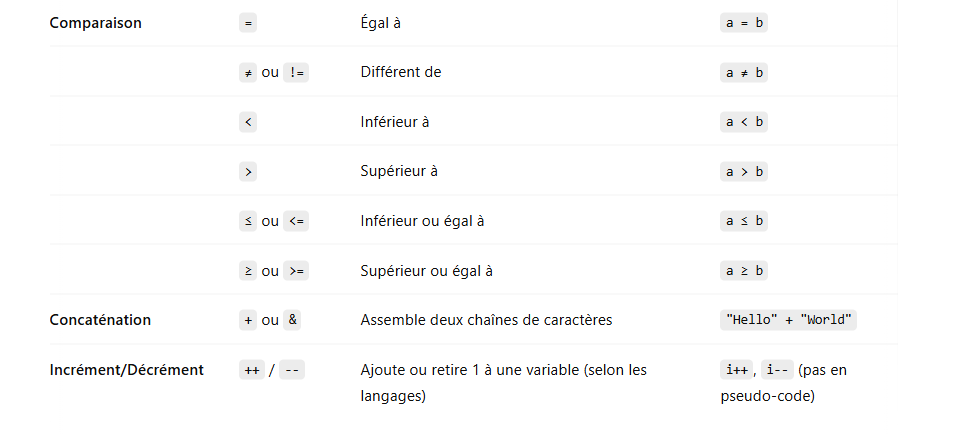 Comparaison = Égal à a = b
≠ ou != Différent de a ≠ b
< Inférieur à a < b
> Supérieur à a > b
≤ ou <= Inférieur ou égal à a ≤ b
≥ ou >= Supérieur ou égal à a ≥ b
Concaténation + ou & Assemble deux chaînes de caractères "Hello" + "World"
Incrément/Décrément ++ / -- Ajoute ou retire 1 à une variable (selon les i++, i-- (pas en
langages) pseudo-code)